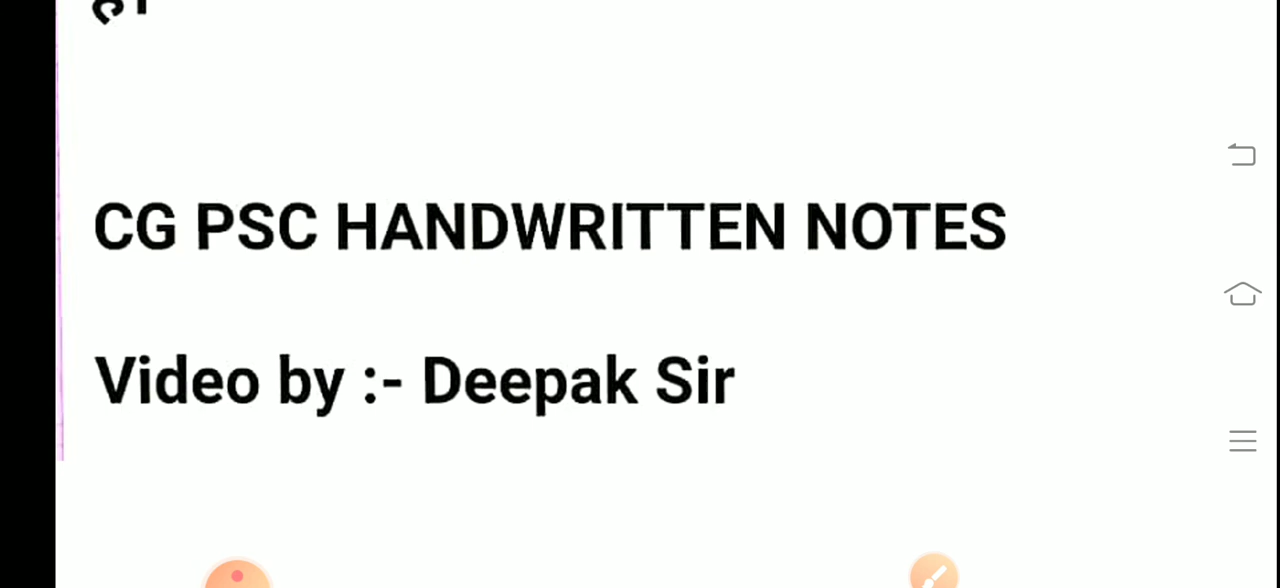 CG PSC HANDWRITTEN NOTES
Video by :- Deepak Sir